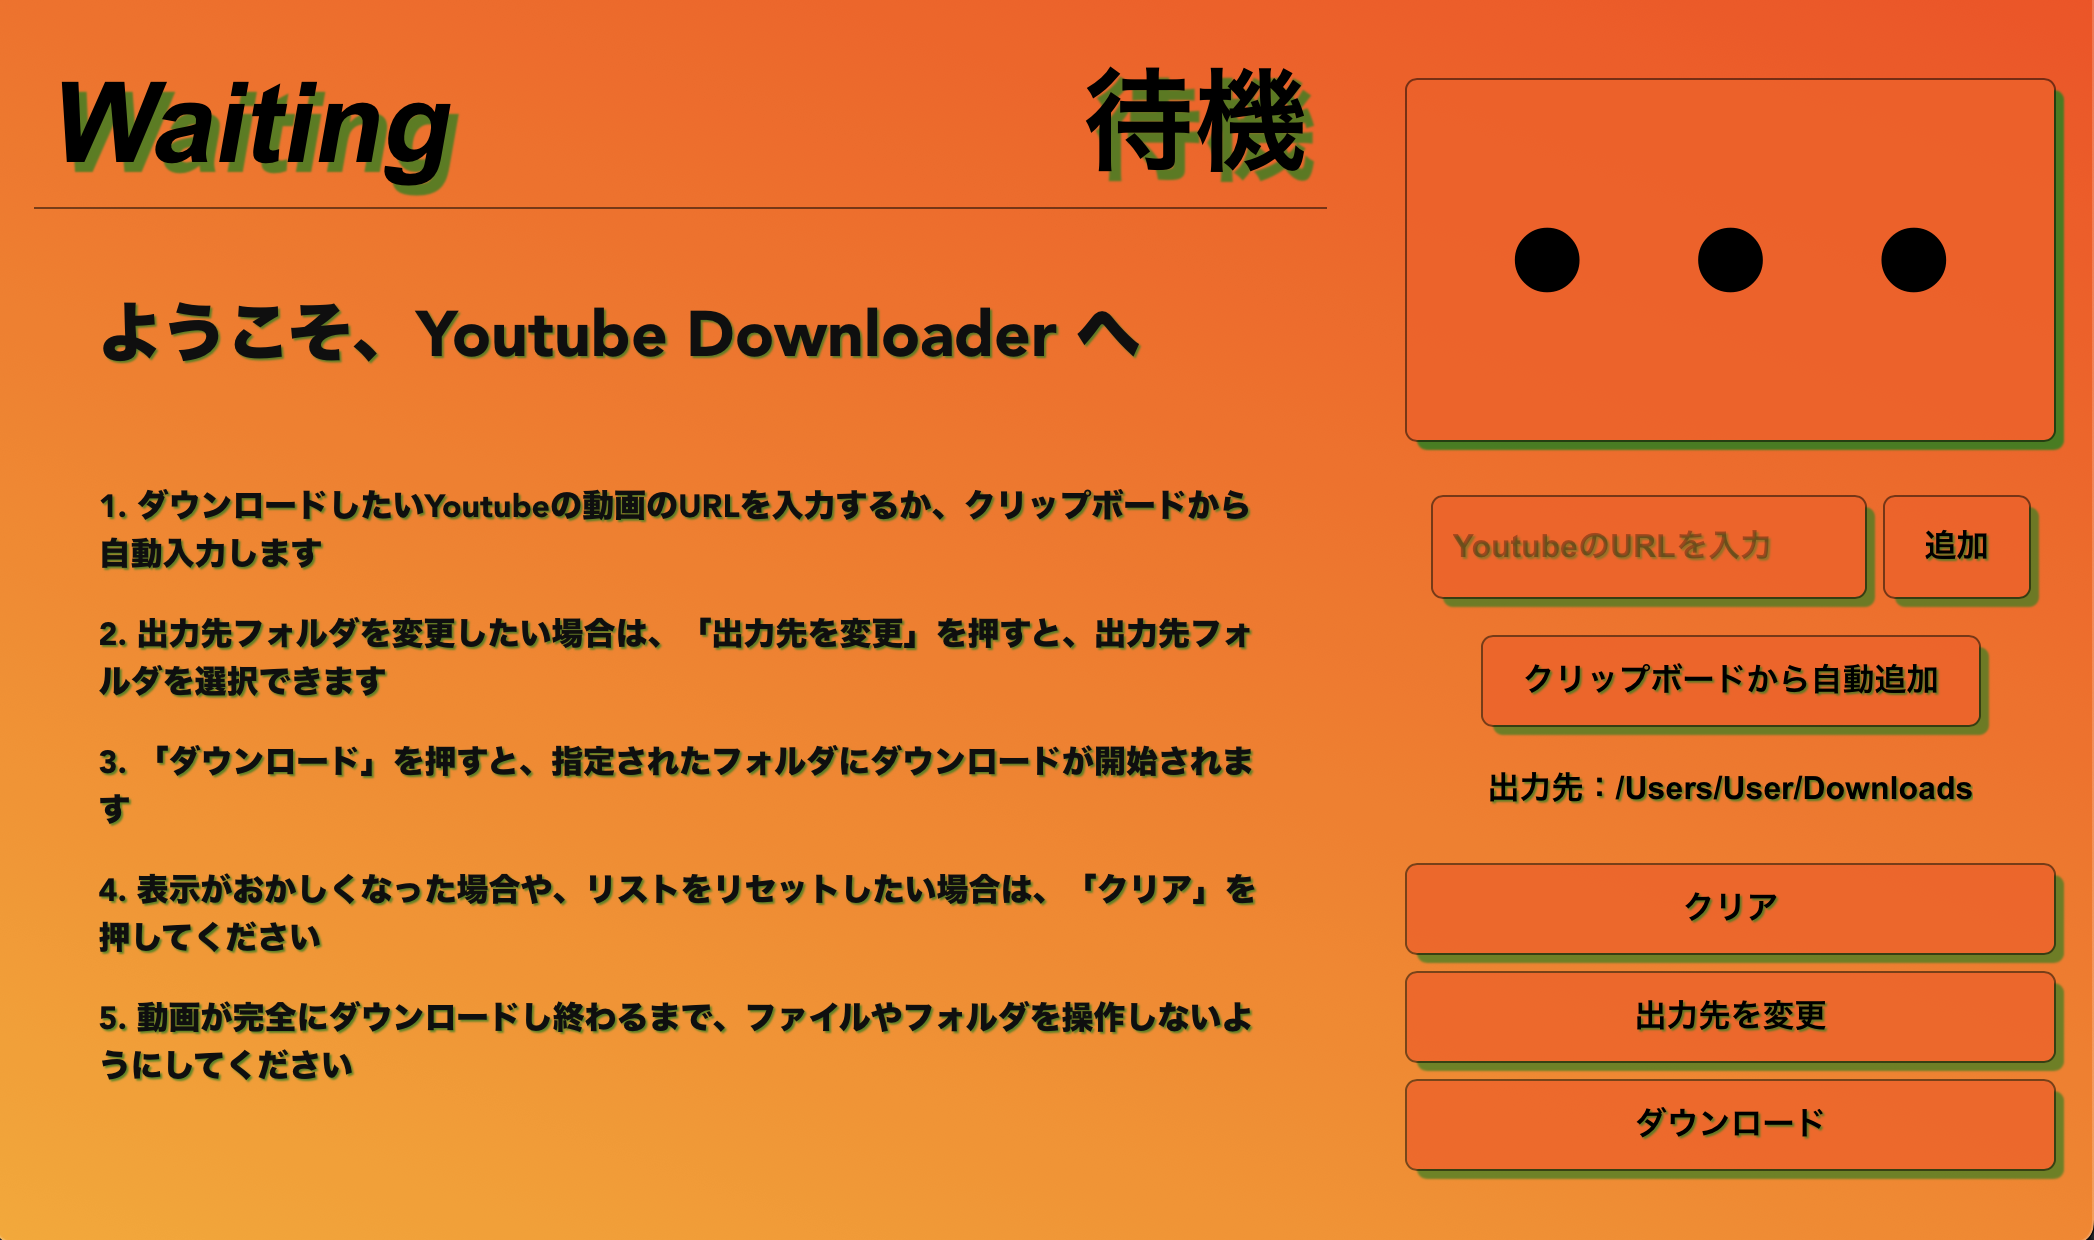 Waiting
待機
ようこそ、Youtube Downloader へ
1. ダウンロードしたいYoutubeの動画のURLを入力するか、クリップボードから
自動入力します
2. 出力先フォルダを変更したい場合は、「出力先を変更」を押すと、出力先フォ
ルダを選択できます
3. 「ダウンロード」を押すと、指定されたフォルダにダウンロードが開始されま
す
4. 表示がおかしくなった場合や、リストをリセットしたい場合は、「クリア」を
押してください
5. 動画が完全にダウンロードし終わるまで、ファイルやフォルダを操作しないよ
うにしてください
YoutubeのURLを入力
追加
クリップボードから自動追加
出力先：/Users/User/Downloads
クリア
出力先を変更
ダウンロード